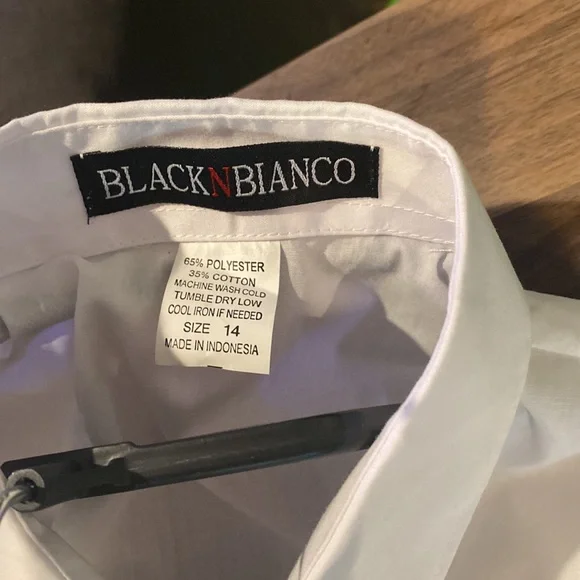 BLACKNBIANCO
65% POLYESTER
35% COTTON
MACHINE WASH COLD
TUMBLE DRY LOW
COOL IRON IF NEEDED
SIZE 14
MADE IN INDONESIA